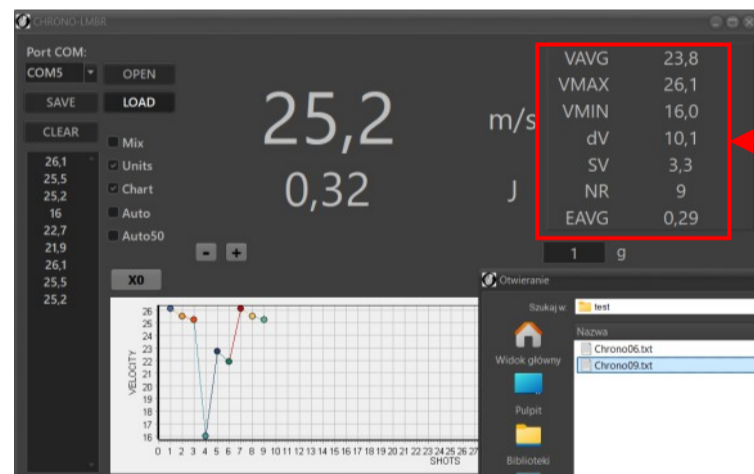 CHRONO-LMBR
Port COM:
COM5
OPEN
SAVE
LOAD
CLEAR
Mix
Units
Chart
Auto
Auto50
26,1
25,5
25,2
16
22,7
21,9
26,1
25,5
25,2
25,2 m/s
0,32 J
- +
X0
VAVG 23,8
VMAX 26,1
VMIN 16,0
dV 10,1
SV 3,3
NR 9
EAVG 0,29
1 g
VELOCITY
26
25
24
23
22
21
20
19
18
17
16
0 1 2 3 4 5 6 7 8 9 10 11 12 13 14 15 16 17 18 19 20 21 22 23 24 25 26 27
SHOTS
Otwieranie
Szukaj w: test
Nazwa
Chrono06.txt
Chrono09.txt
Widok główny
Pulpit
Biblioteki